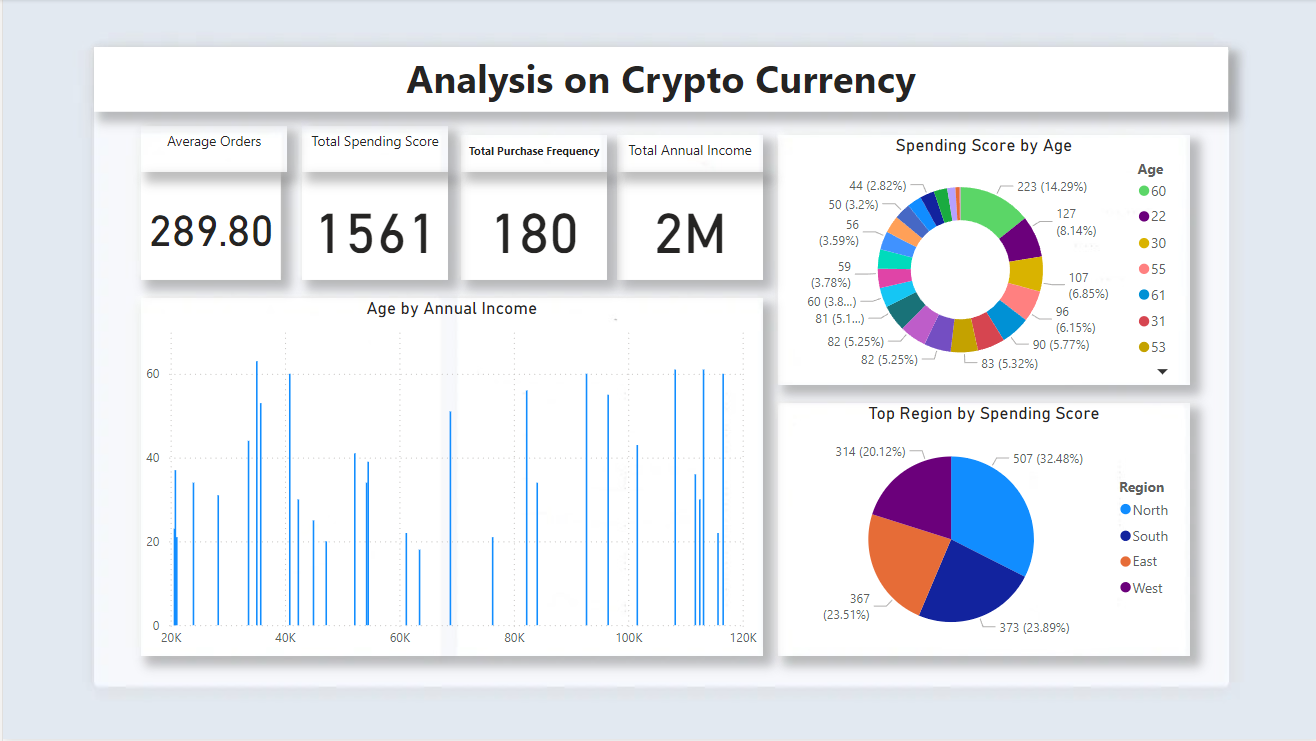 Analysis on Crypto Currency
Average Orders
289.80
Total Spending Score
1561
Total Purchase Frequency
180
Total Annual Income
2M
Age by Annual Income
60
40
20
0
20K
40K
60K
80K
100K
120K
Spending Score by Age
223 (14.29%)
127
(8.14%)
107
(6.85%)
96
(6.15%)
90 (5.77%)
83 (5.32%)
82 (5.25%)
82 (5.25%)
81 (5.1...)
60 (3.8...)
59
(3.78%)
56
(3.59%)
50 (3.2%)
44 (2.82%)
Age
60
22
30
55
61
31
53
Top Region by Spending Score
314 (20.12%)
507 (32.48%)
367
(23.51%)
373 (23.89%)
Region
North
South
East
West